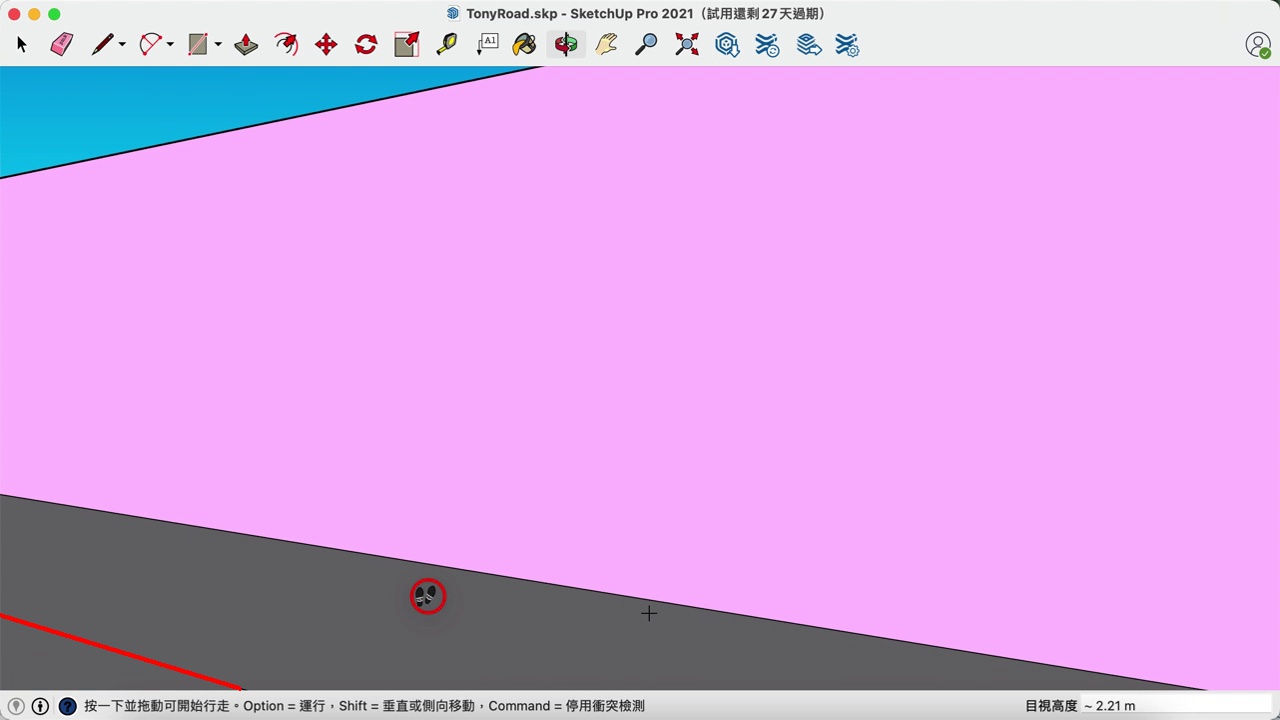 TonyRoad.skp - SketchUp Pro 2021（試用還剩 27 天過期）
A1
按一下並拖動可開始行走。Option = 運行，Shift = 垂直或側向移動，Command = 停用衝突檢測
目視高度 ~ 2.21 m